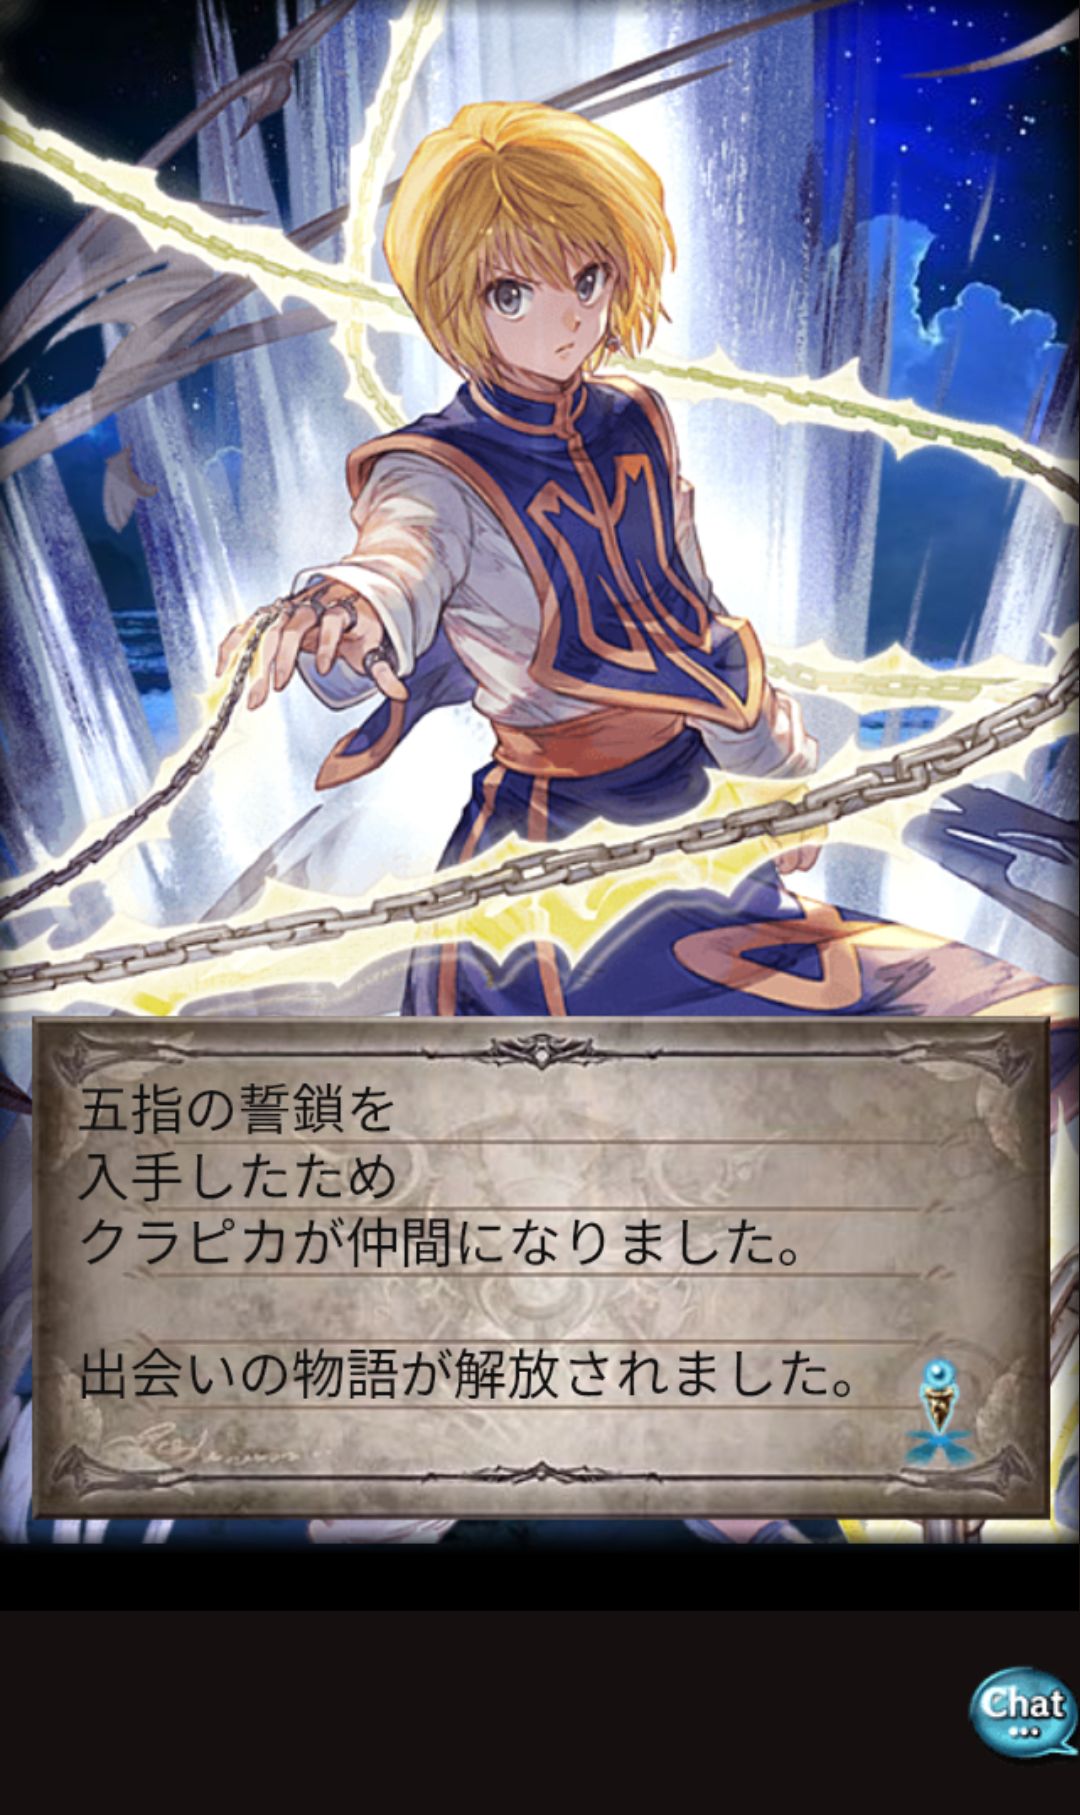 五指の誓鎖を
入手したため
クラピカが仲間になりました。
出会いの物語が解放されました。
Chat